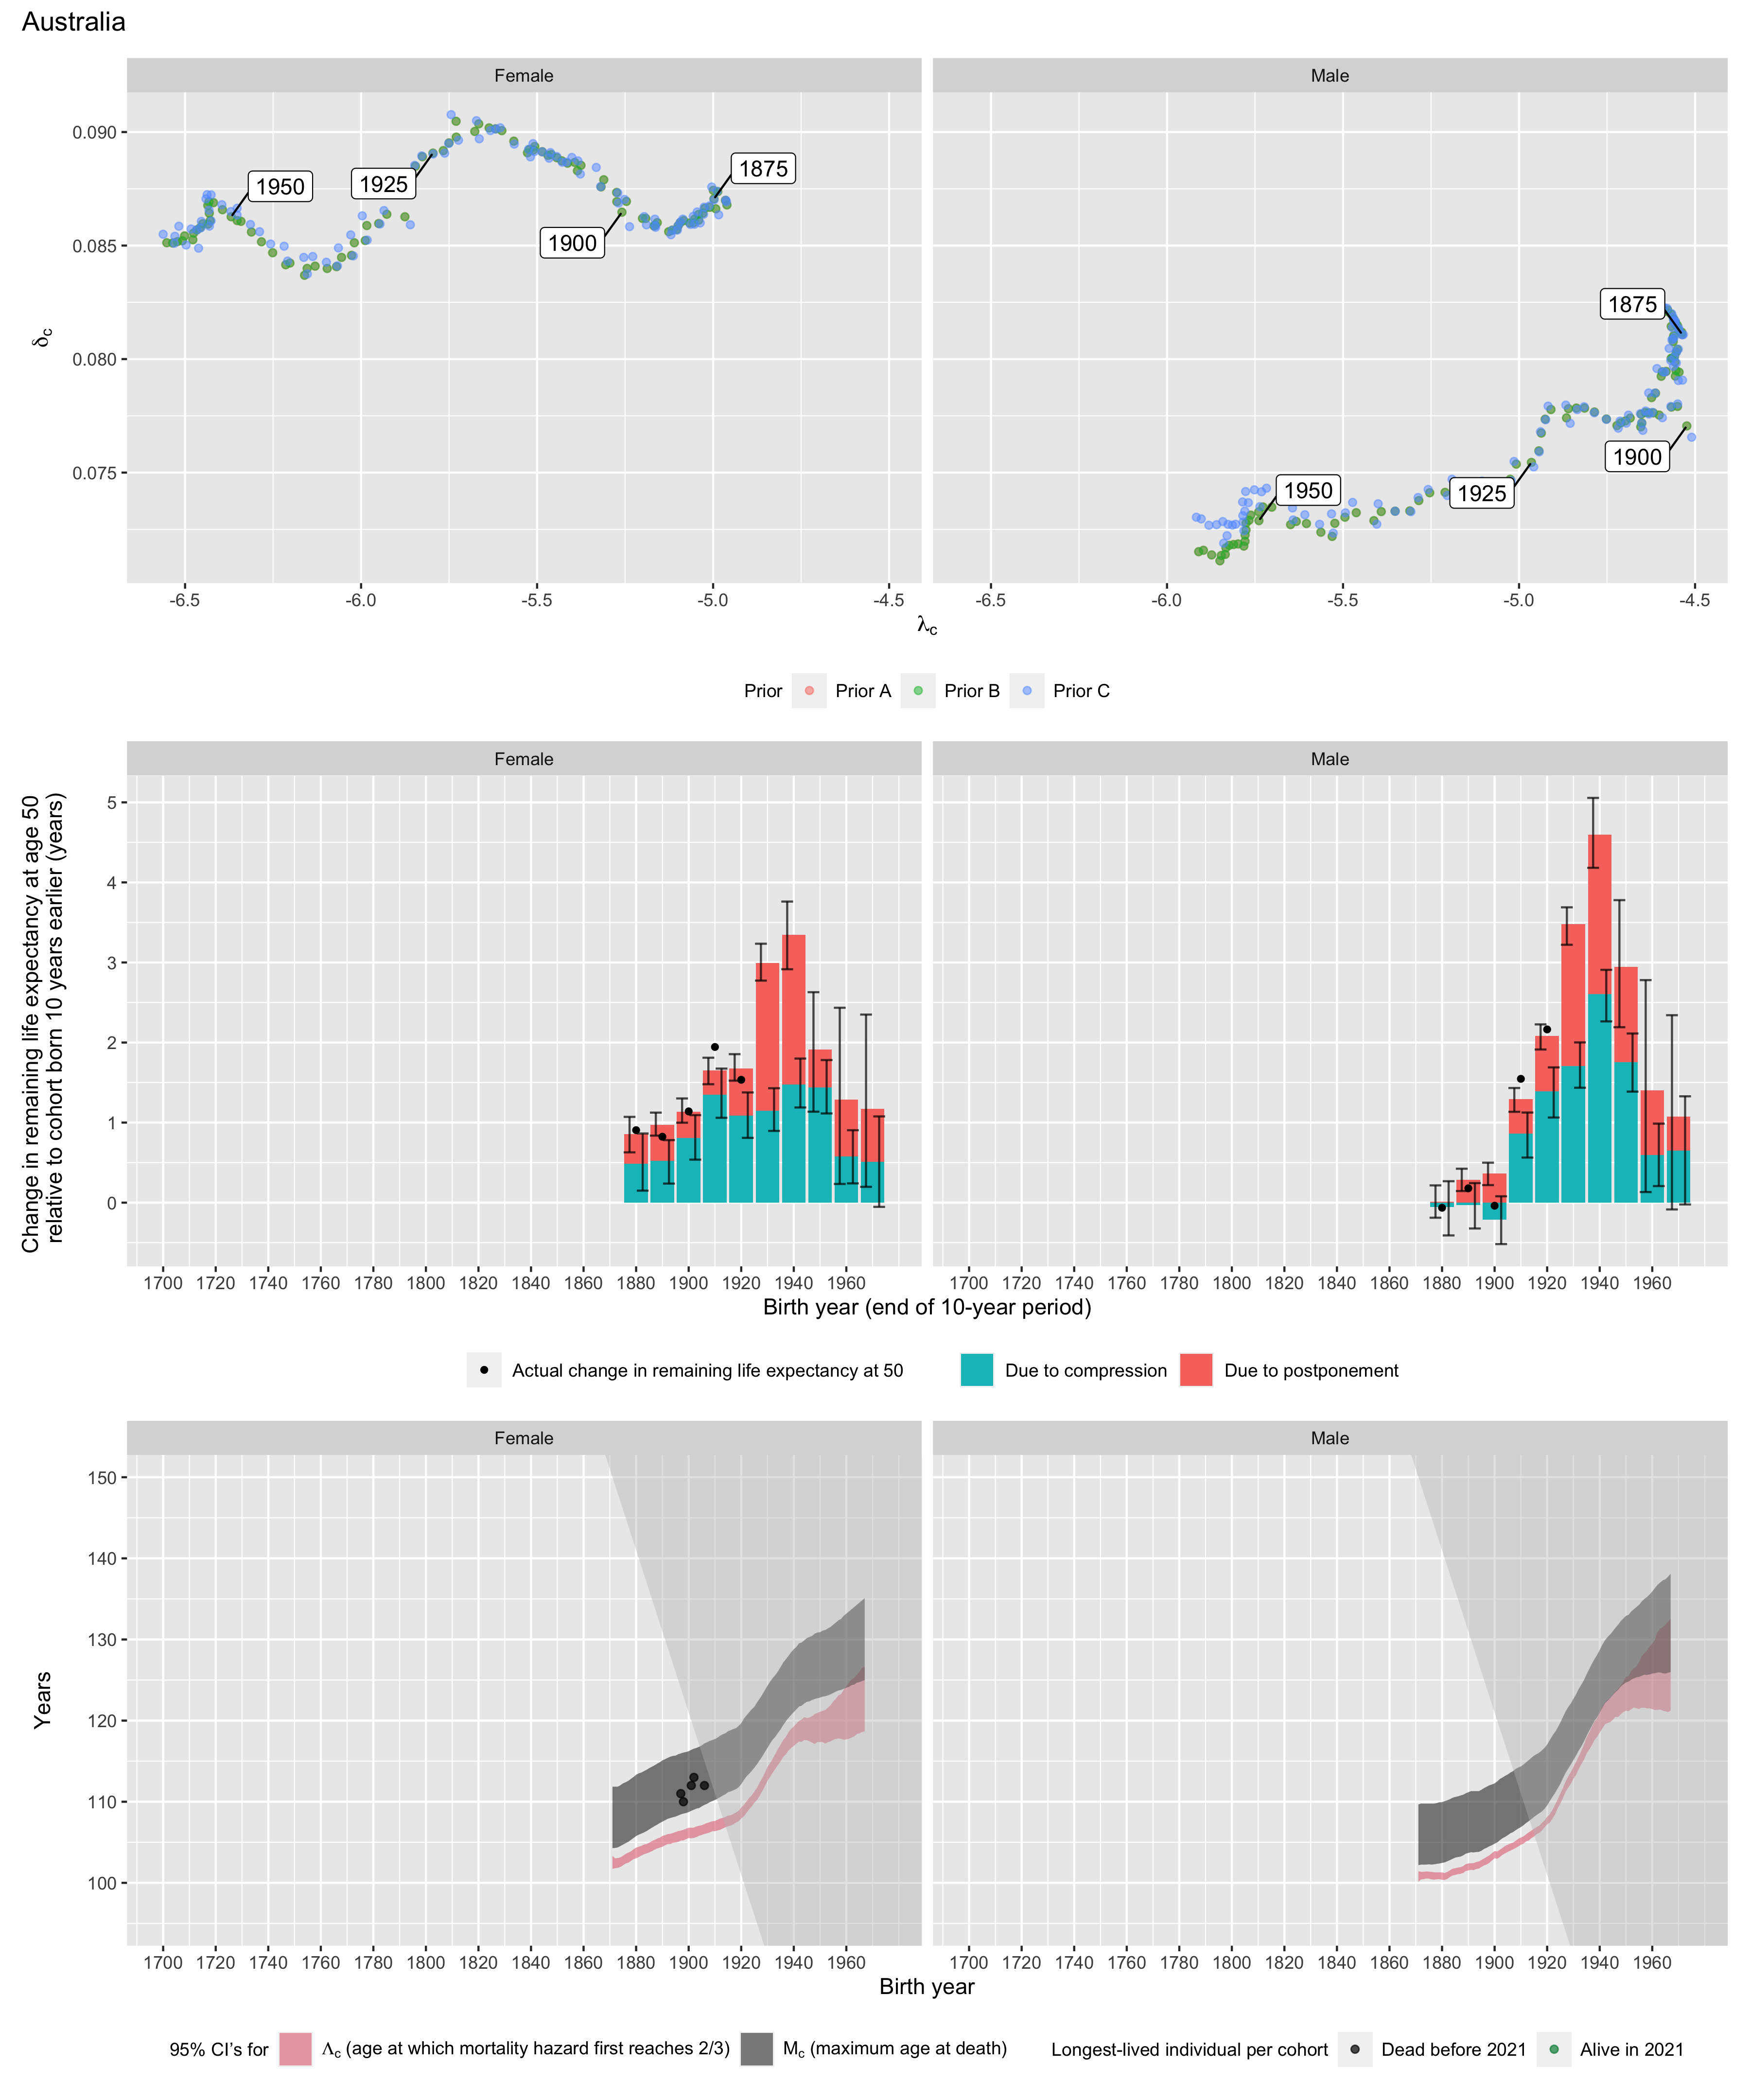 Australia
Female Male
0.090
0.085
0.080
0.075
δc
1950 1925 1900 1875
1875 1900 1925 1950
-6.5 -6.0 -5.5 -5.0 -4.5 -6.5 -6.0 -5.5 -5.0 -4.5
λc
Prior Prior A Prior B Prior C
Female Male
Change in remaining life expectancy at age 50
relative to cohort born 10 years earlier (years)
5
4
3
2
1
0
1700 1720 1740 1760 1780 1800 1820 1840 1860 1880 1900 1920 1940 1960 1700 1720 1740 1760 1780 1800 1820 1840 1860 1880 1900 1920 1940 1960
Birth year (end of 10-year period)
Actual change in remaining life expectancy at 50 Due to compression Due to postponement
Female Male
Years
150
140
130
120
110
100
1700 1720 1740 1760 1780 1800 1820 1840 1860 1880 1900 1920 1940 1960 1700 1720 1740 1760 1780 1800 1820 1840 1860 1880 1900 1920 1940 1960
Birth year
95% CI's for Λc (age at which mortality hazard first reaches 2/3) Mc (maximum age at death) Longest-lived individual per cohort Dead before 2021 Alive in 2021